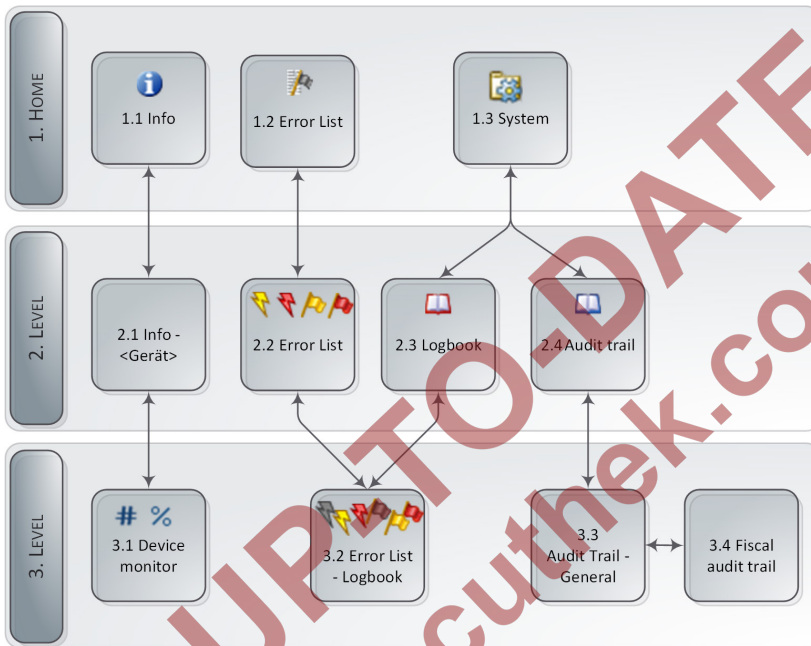 1. HOME
1.1 Info
1.2 Error List
1.3 System
2. LEVEL
2.1 Info -
<Gerät>
2.2 Error List
2.3 Logbook
2.4 Audit trail
3. LEVEL
# %
3.1 Device
monitor
3.2 Error List
- Logbook
3.3
Audit Trail -
General
3.4 Fiscal
audit trail
UP-TO-DATE
cuthek.co